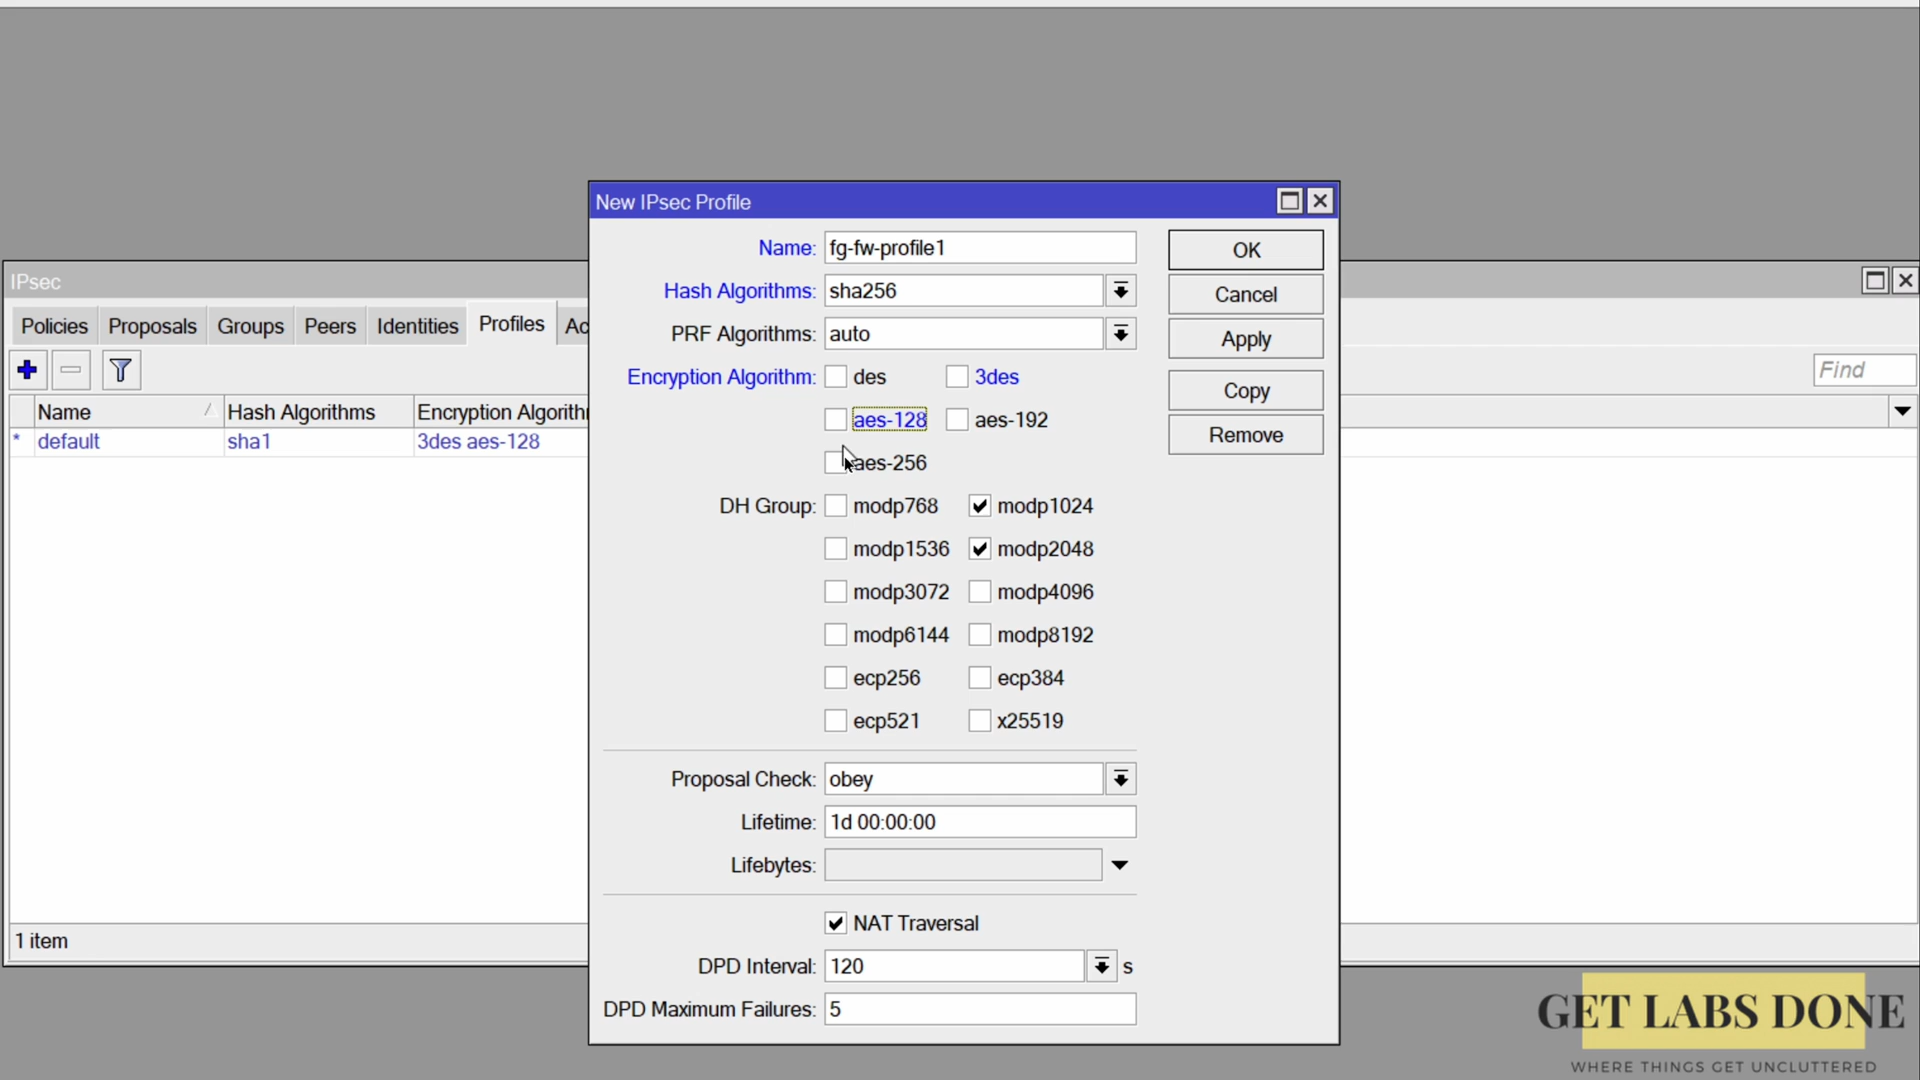 New IPsec Profile
Name: fg-fw-profile1
Hash Algorithms: sha256
PRF Algorithms: auto
Encryption Algorithm: des 3des
aes-128 aes-192
aes-256
DH Group: modp768 modp1024
modp1536 modp2048
modp3072 modp4096
modp6144 modp8192
ecp256 ecp384
ecp521 x25519
Proposal Check: obey
Lifetime: 1d 00:00:00
Lifebytes:
NAT Traversal
DPD Interval: 120 s
DPD Maximum Failures: 5
OK
Cancel
Apply
Copy
Remove
IPsec
Policies Proposals Groups Peers Identities Profiles Ac
Find
Name Hash Algorithms Encryption Algorith
* default sha1 3des aes-128
1 item
GET LABS DONE
WHERE THINGS GET UNCLUTTERED